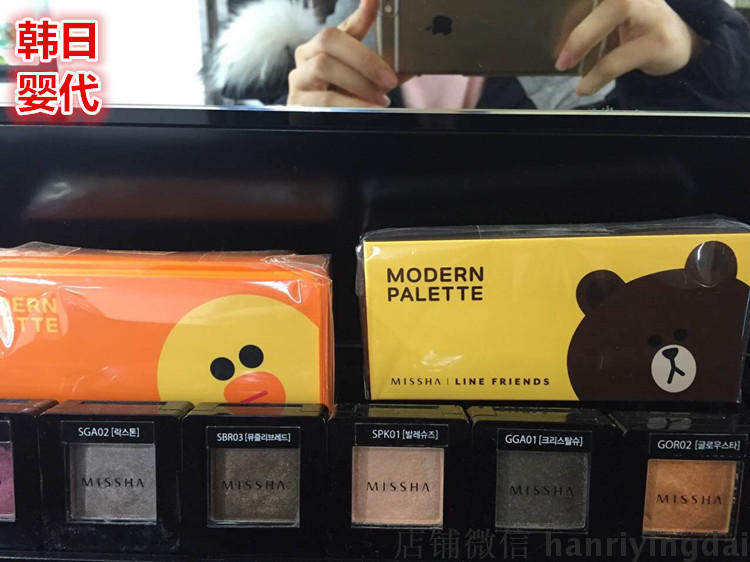 韩日
婴代
ERN
TTE
MODERN
PALETTE
MISSHA | LINE FRIENDS
SGA02 [락스톤]
MISSHA
SBR03 [뮤즐리브레드]
MISSHA
SPK01 [발레슈즈]
MISSHA
GGA01 [크리스탈슈]
MISSHA
GOR02 [글로우스타]
MISSHA
店铺微信 hanriyingdai